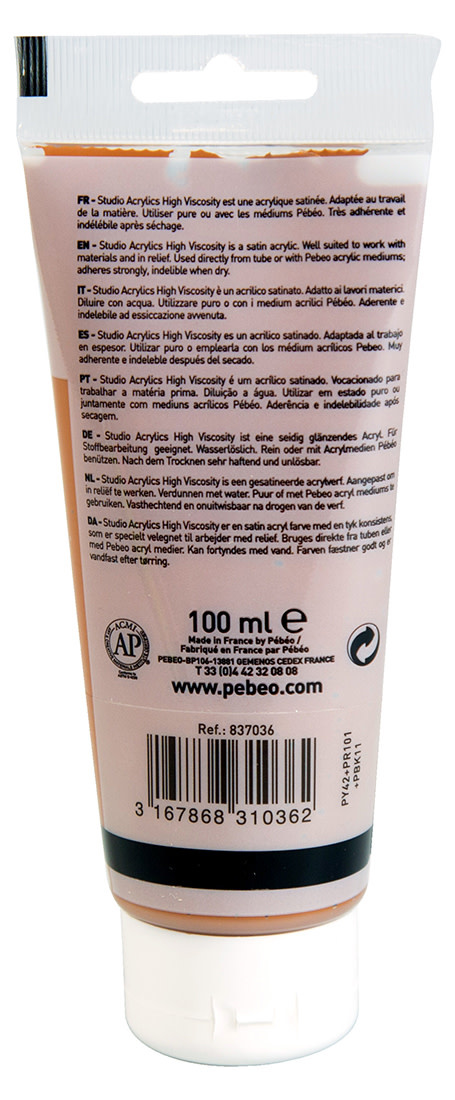 FR - Studio Acrylics High Viscosity est une acrylique satinée. Adaptée au travail
de la matière. Utiliser pure ou avec les médiums Pébéo. Très adhérente et
indélébile après séchage.
EN - Studio Acrylics High Viscosity is a satin acrylic. Well suited to work with
materials and in relief. Used directly from tube or with Pebeo acrylic mediums;
adheres strongly, indelible when dry.
IT - Studio Acrylics High Viscosity è un acrilico satinato. Adatto ai lavori materici.
Diluire con acqua. Utilizzare puro o con i medium acrilici Pébéo. Aderente e
indelebile ad essiccazione avvenuta.
ES - Studio Acrylics High Viscosity es un acrílico satinado. Adaptada al trabajo
en espesor. Utilizar puro o emplearla con los médium acrílicos Pebeo. Muy
adherente e indeleble después del secado.
PT - Studio Acrylics High Viscosity é um acrílico satinado. Vocacionado para
trabalhar a matéria prima. Diluição a água. Utilizar em estado puro ou
juntamente com mediuns acrílicos Pébéo. Aderência e indelebilidade após
secagem.
DE - Studio Acrylics High Viscosity ist eine seidig glänzendes Acryl. Für
Stoffbearbeitung geeignet. Wasserlöslich. Rein oder mit Acrylmedien Pébéo
benützen. Nach dem Trocknen sehr haftend und unlösbar.
NL - Studio Acrylics High Viscosity is een gesatineerde acrylverf. Aangepast om
in reliëf te werken. Verdunnen met water. Puur of met Pebeo acryl mediums te
gebruiken. Vasthechtend en onuitwisbaar na drogen van de verf.
DA - Studio Acrylics High Viscosity er en satin acryl farve med en tyk konsistens,
som er specielt velegnet til arbejder med relief. Bruges direkte fra tuben eller
med Pebeo acryl medier. Kan fortyndes med vand. Farven fæstner godt og er
vandfast efter tørring.
ACMI
AP
100 ml e
Made in France by Pébéo /
Fabriqué en France par Pébéo
PEBEO-BP106-13881 GEMENOS CEDEX FRANCE
T 33 (0)4 42 32 08 08
www.pebeo.com
Ref.: 837036
3 167868 310362
PY42+PR101
+PBK11